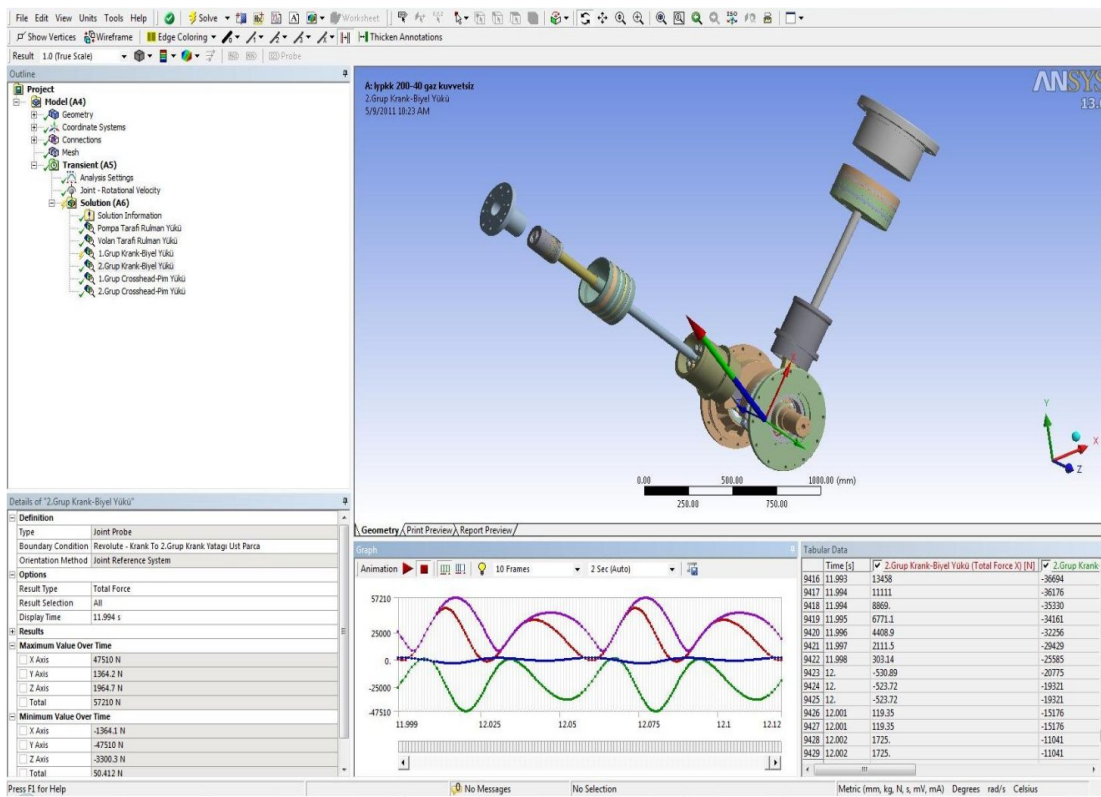 File Edit View Units Tools Help Solve Worksheet
Show Vertices Wireframe Edge Coloring Thicken Annotations
Result 1.0 (True Scale) Probe
Outline
Project
Model (A4)
Geometry
Coordinate Systems
Connections
Mesh
Transient (A5)
Analysis Settings
Joint - Rotational Velocity
Solution (A6)
Solution Information
Pompa Tarafi Rulman Yükü
Volan Tarafi Rulman Yükü
1.Grup Krank-Biyel Yükü
2.Grup Krank-Biyel Yükü
1.Grup Crosshead-Pim Yükü
2.Grup Crosshead-Pim Yükü
A: lypkk 200-40 gaz kuvvetsiz
2.Grup Krank-Biyel Yükü
5/9/2011 10:23 AM
ANSYS
13.
Y
X
Z
0.00 500.00 1000.00 (mm)
250.00 750.00
Geometry Print Preview Report Preview
Details of "2.Grup Krank-Biyel Yükü"
Definition
Type Joint Probe
Boundary Condition Revolute - Krank To 2.Grup Krank Yatagı Ust Parca
Orientation Method Joint Reference System
Options
Result Type Total Force
Result Selection All
Display Time 11.994 s
Results
Maximum Value Over Time
X Axis 47510 N
Y Axis 1364.2 N
Z Axis 1964.7 N
Total 57210 N
Minimum Value Over Time
X Axis -1364.1 N
Y Axis -47510 N
Z Axis -3300.3 N
Total 50.412 N
Graph
Animation 10 Frames 2 Sec (Auto)
57210
25000
0.
-25000
-47510
11.999 12.025 12.05 12.075 12.1 12.12
Tabular Data
Time [s] 2.Grup Krank-Biyel Yükü (Total Force X) [N] 2.Grup Krank
9416 11.993 13458 -36694
9417 11.994 11111 -36176
9418 11.994 8869. -35330
9419 11.995 6771.1 -34161
9420 11.996 4408.9 -32256
9421 11.997 2111.5 -29429
9422 11.998 303.14 -25585
9423 12. -530.89 -20775
9424 12. -523.72 -19321
9425 12. -523.72 -19321
9426 12.001 119.35 -15176
9427 12.001 119.35 -15176
9428 12.002 1725. -11041
9429 12.002 1725. -11041
Press F1 for Help No Messages No Selection Metric (mm, kg, N, s, mV, mA) Degrees rad/s Celsius